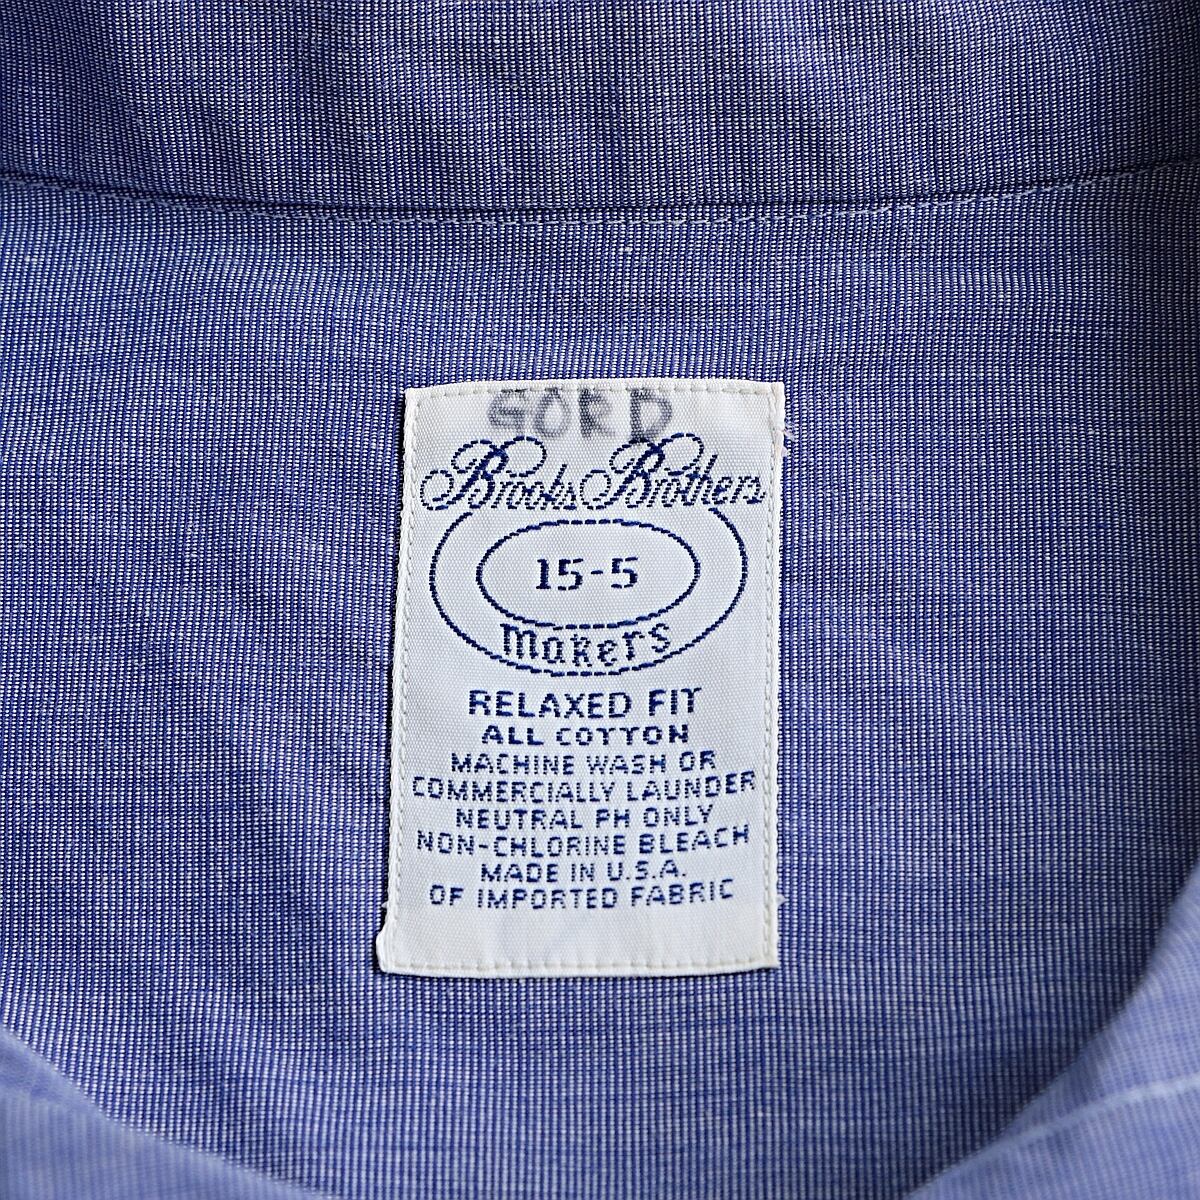 GORD
Brooks Brothers
15-5
Makers
RELAXED FIT
ALL COTTON
MACHINE WASH OR
COMMERCIALLY LAUNDER
NEUTRAL PH ONLY
NON-CHLORINE BLEACH
MADE IN U.S.A.
OF IMPORTED FABRIC